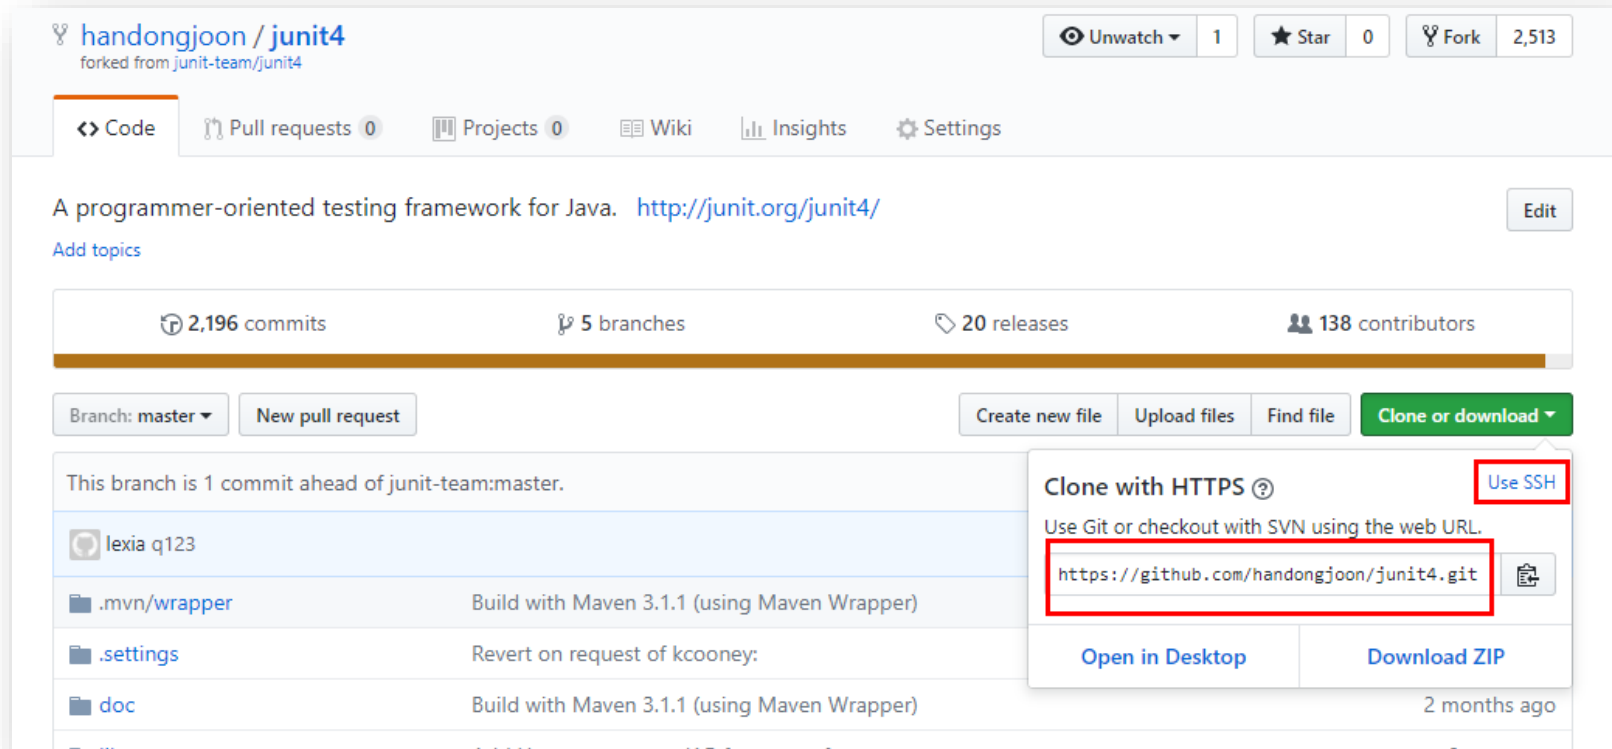 handongjoon / junit4
Unwatch 1 Star 0 Fork 2,513
forked from junit-team/junit4
Code Pull requests 0 Projects 0 Wiki Insights Settings
A programmer-oriented testing framework for Java. http://junit.org/junit4/
Edit
Add topics
2,196 commits 5 branches 20 releases 138 contributors
Branch: master New pull request Create new file Upload files Find file Clone or download
This branch is 1 commit ahead of junit-team:master.
Clone with HTTPS Use SSH
Use Git or checkout with SVN using the web URL.
lexia q123
https://github.com/handongjoon/junit4.git
.mvn/wrapper Build with Maven 3.1.1 (using Maven Wrapper)
.settings Revert on request of kcooney:
Open in Desktop Download ZIP
doc Build with Maven 3.1.1 (using Maven Wrapper) 2 months ago